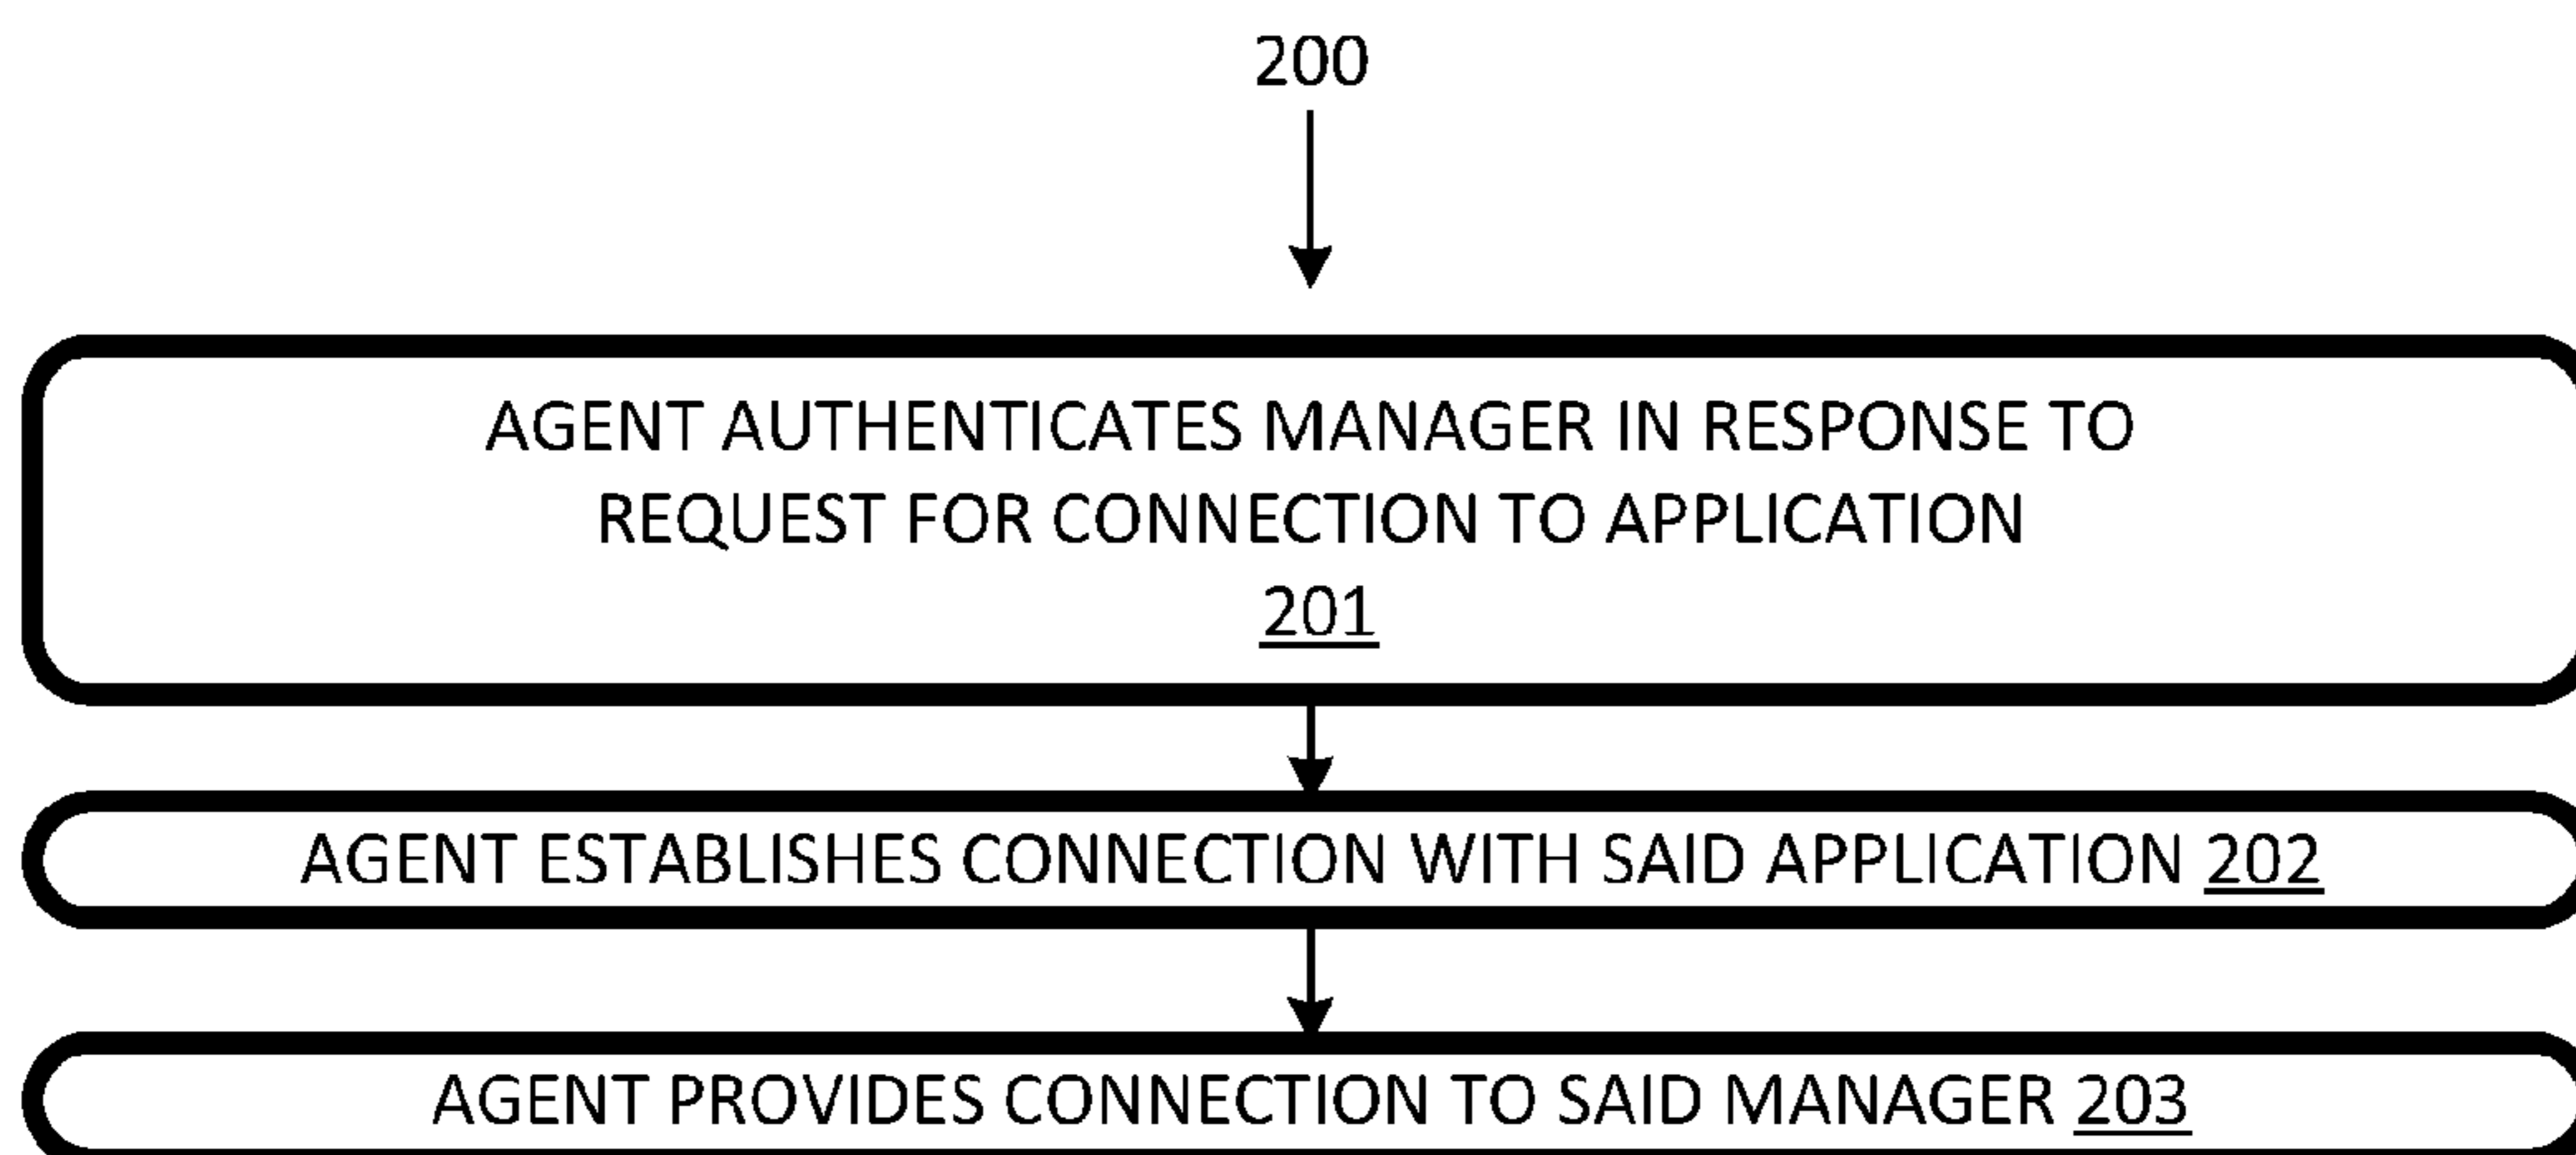 200
AGENT AUTHENTICATES MANAGER IN RESPONSE TO
REQUEST FOR CONNECTION TO APPLICATION
201
AGENT ESTABLISHES CONNECTION WITH SAID APPLICATION 202
AGENT PROVIDES CONNECTION TO SAID MANAGER 203